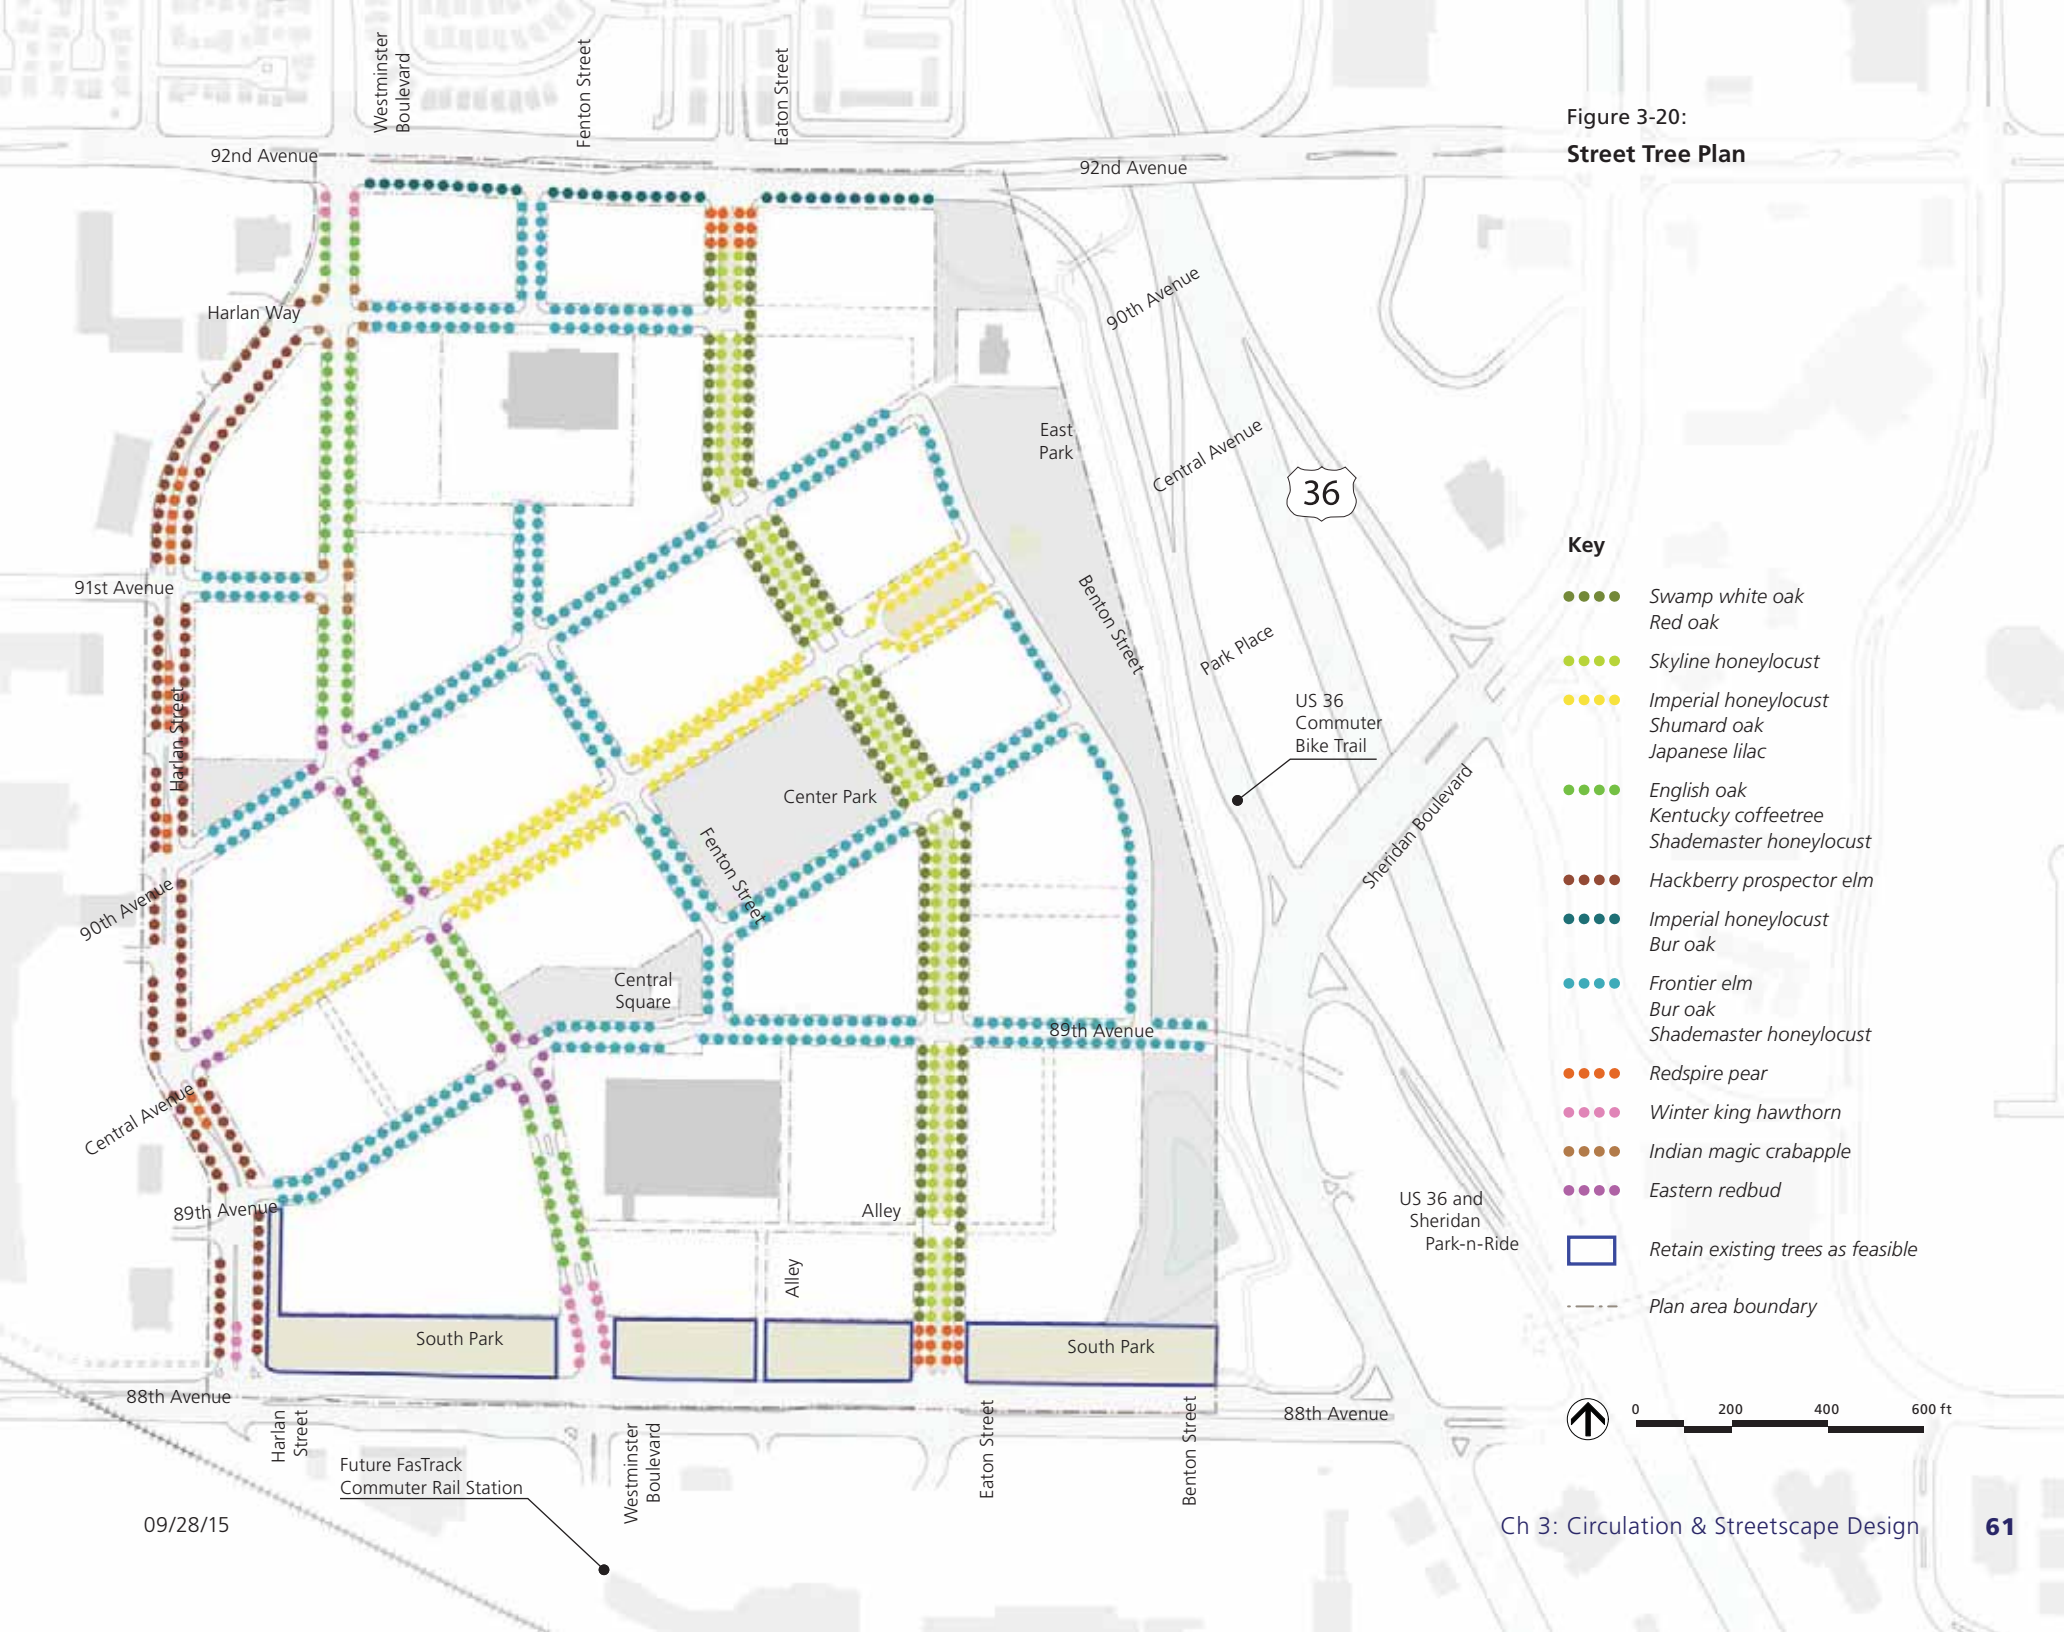 Westminster
Boulevard
Fenton Street
Eaton Street
Figure 3-20:
Street Tree Plan
92nd Avenue
92nd Avenue
90th Avenue
Harlan Way
East
Park
Central Avenue
36
Key
91st Avenue
Benton Street
Park Place
Swamp white oak
Red oak
Skyline honeylocust
Imperial honeylocust
Shumard oak
Japanese lilac
English oak
Kentucky coffeetree
Shademaster honeylocust
Hackberry prospector elm
Imperial honeylocust
Bur oak
Frontier elm
Bur oak
Shademaster honeylocust
Redspire pear
Winter king hawthorn
Indian magic crabapple
Eastern redbud
Retain existing trees as feasible
Plan area boundary
US 36
Commuter
Bike Trail
Harlan Street
Center Park
Fenton Street
Sheridan Boulevard
90th Avenue
Central
Square
89th Avenue
Central Avenue
89th Avenue
Alley
Alley
US 36 and
Sheridan
Park-n-Ride
South Park
South Park
88th Avenue
88th Avenue
Harlan
Street
Westminster
Boulevard
Eaton Street
Benton Street
0 200 400 600 ft
Future FasTrack
Commuter Rail Station
09/28/15
Ch 3: Circulation & Streetscape Design 61